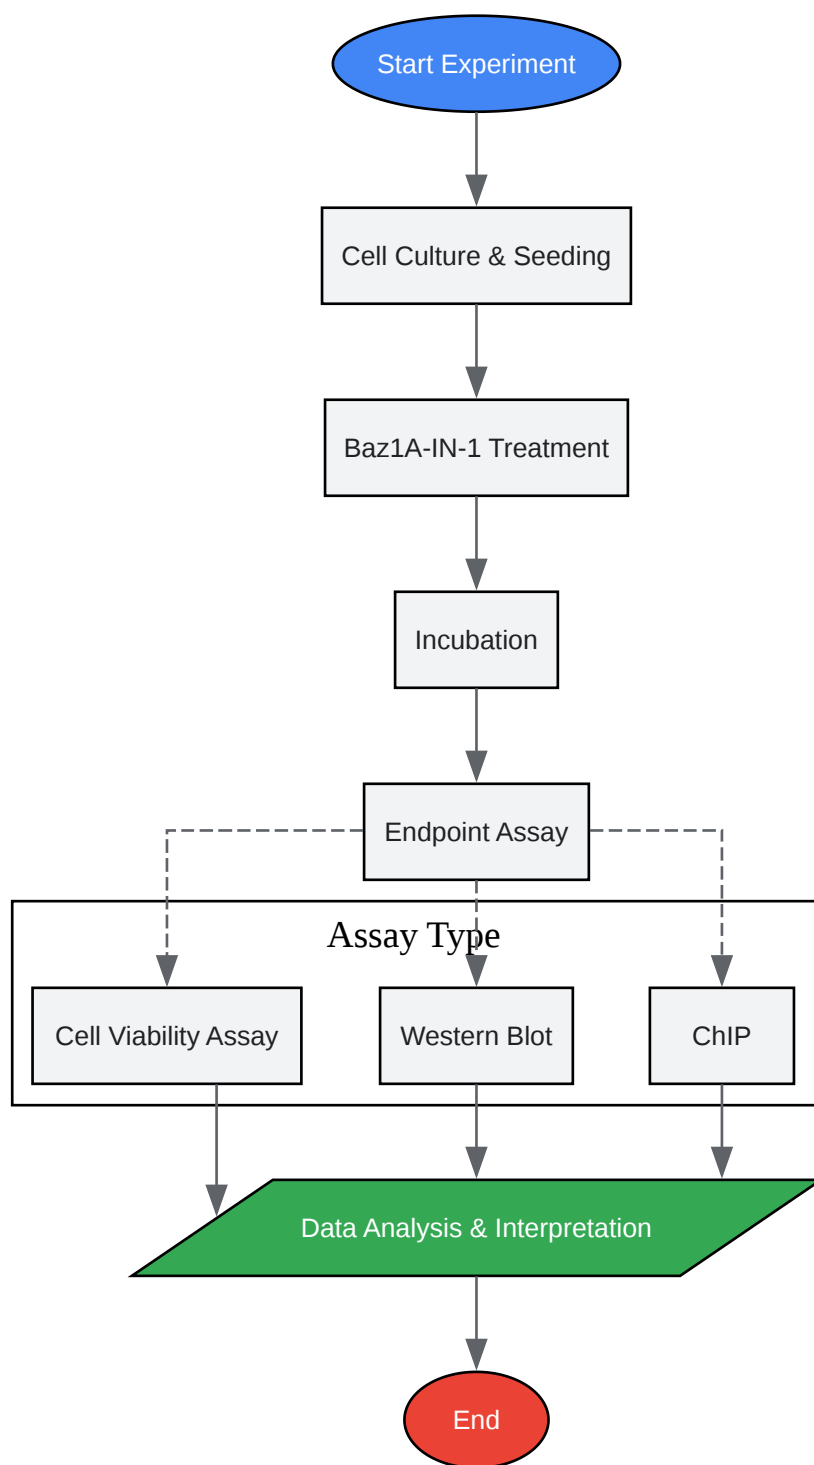 Start Experiment
Cell Culture & Seeding
Baz1A-IN-1 Treatment
Incubation
Endpoint Assay
Assay Type
Cell Viability Assay
Western Blot
ChIP
Data Analysis & Interpretation
End